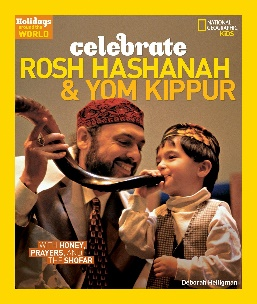 Holidays
around the
WORLD
NATIONAL
GEOGRAPHIC
KiDS
celebrate
ROSH HASHANAH
& YOM KIPPUR
WITH HONEY,
PRAYERS, AND
THE SHOFAR
Deborah Heiligman